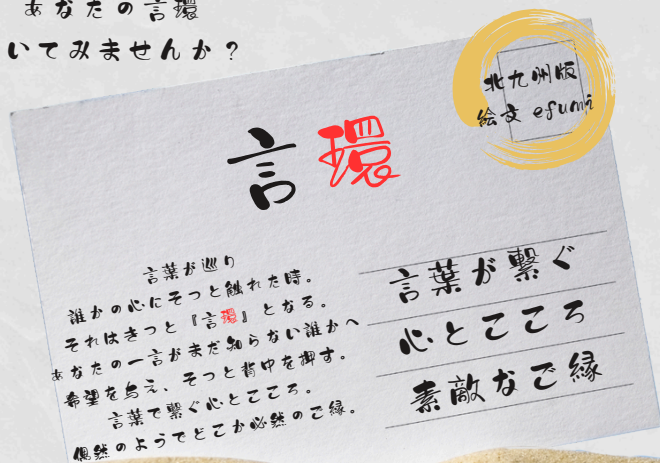 あなたの言環
いてみませんか？
北九州版
絵文 efumi
言環
言葉が巡り
誰かの心にそっと触れた時。
それはきっと『言環』となる。
あなたの一言がまだ知らない誰かへ
希望を与え、そっと背中を押す。
言葉で繋ぐ心とこころ。
偶然のようでどこか必然のご縁。
言葉が繋ぐ
心とこころ
素敵なご縁